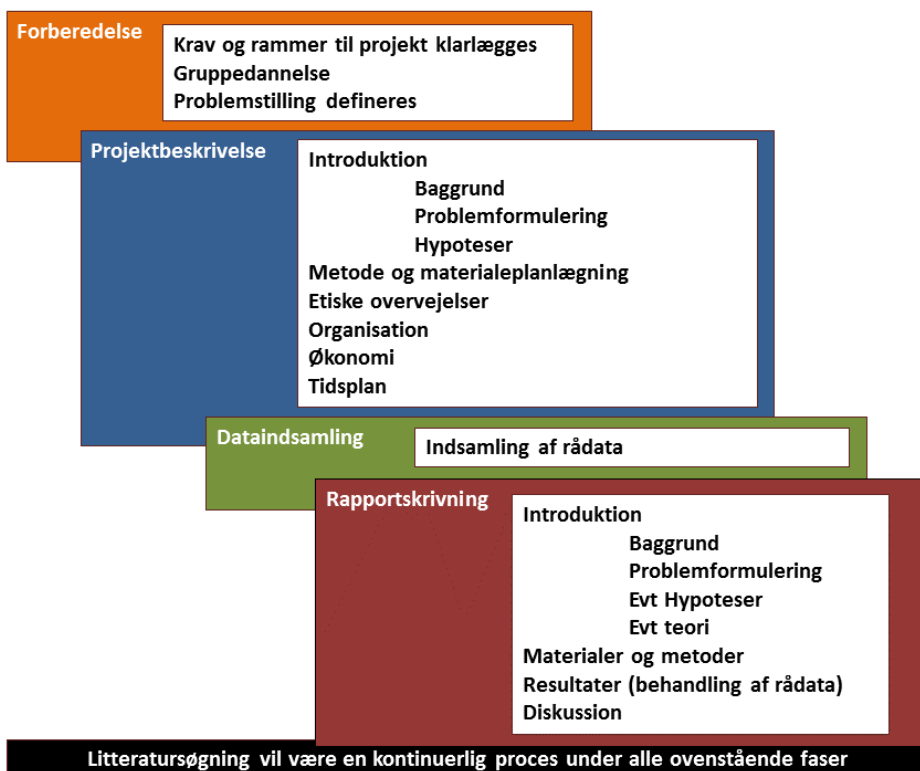 Forberedelse
Krav og rammer til projekt klarlægges
Gruppedannelse
Problemstilling defineres
Projektbeskrivelse
Introduktion
Baggrund
Problemformulering
Hypoteser
Metode og materialeplanlægning
Etiske overvejelser
Organisation
Økonomi
Tidsplan
Dataindsamling
Indsamling af rådata
Rapportskrivning
Introduktion
Baggrund
Problemformulering
Evt Hypoteser
Evt teori
Materialer og metoder
Resultater (behandling af rådata)
Diskussion
Litteratursøgning vil være en kontinuerlig proces under alle ovenstående faser